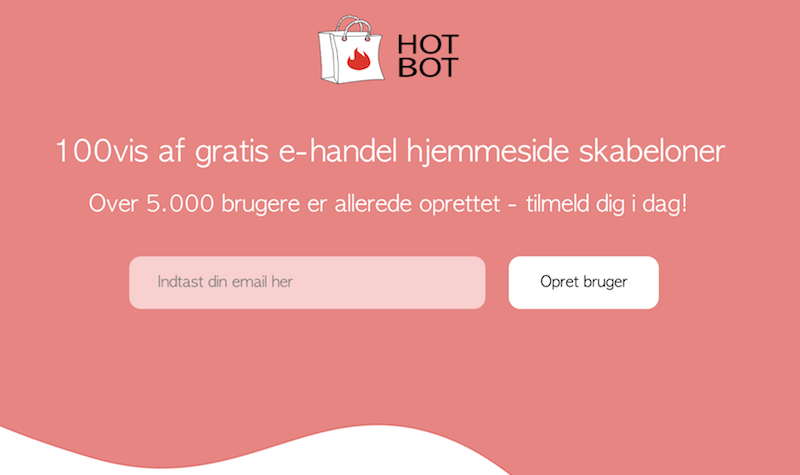 HOT
BOT
100vis af gratis e-handel hjemmeside skabeloner
Over 5.000 brugere er allerede oprettet - tilmeld dig i dag!
Indtast din email her
Opret bruger